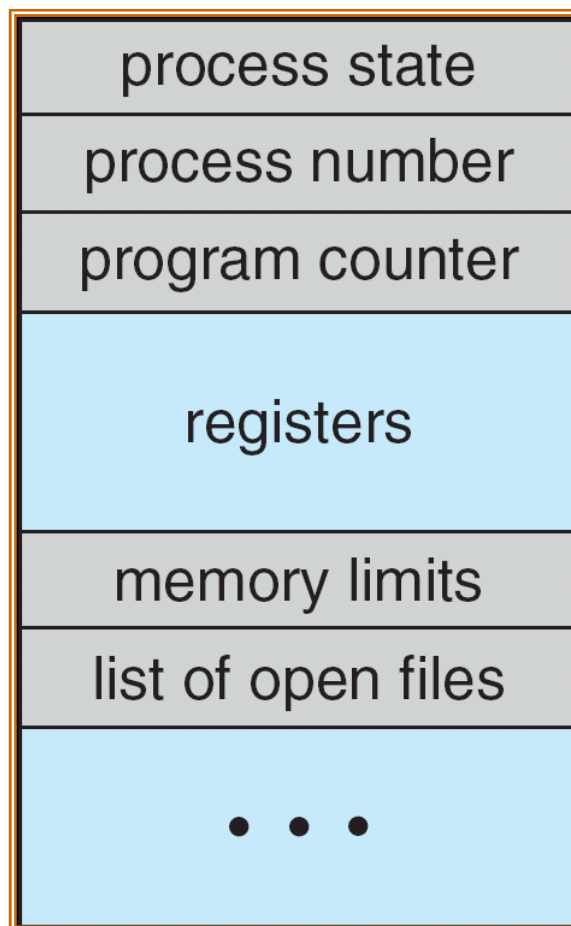 process state
process number
program counter
registers
memory limits
list of open files
• • •